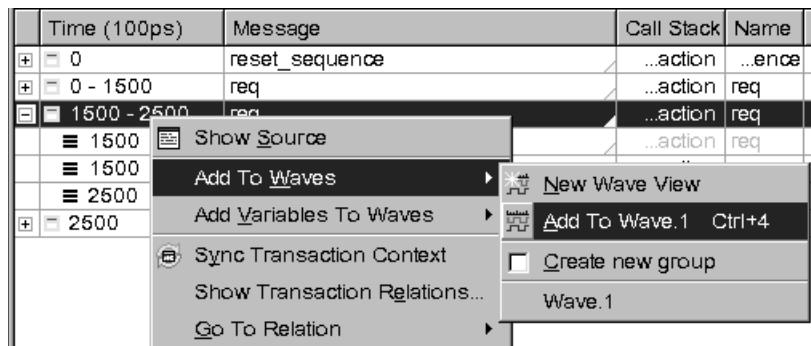 Time (100ps) Message Call Stack Name
0 reset_sequence ...action ...ence
0 - 1500 req ...action req
1500 - 2500 req ...action req
1500 Show Source ...action req
1500 Add To Waves New Wave View
2500 Add Variables To Waves Add To Wave.1 Ctrl+4
2500 Sync Transaction Context Create new group
Show Transaction Relations... Wave.1
Go To Relation